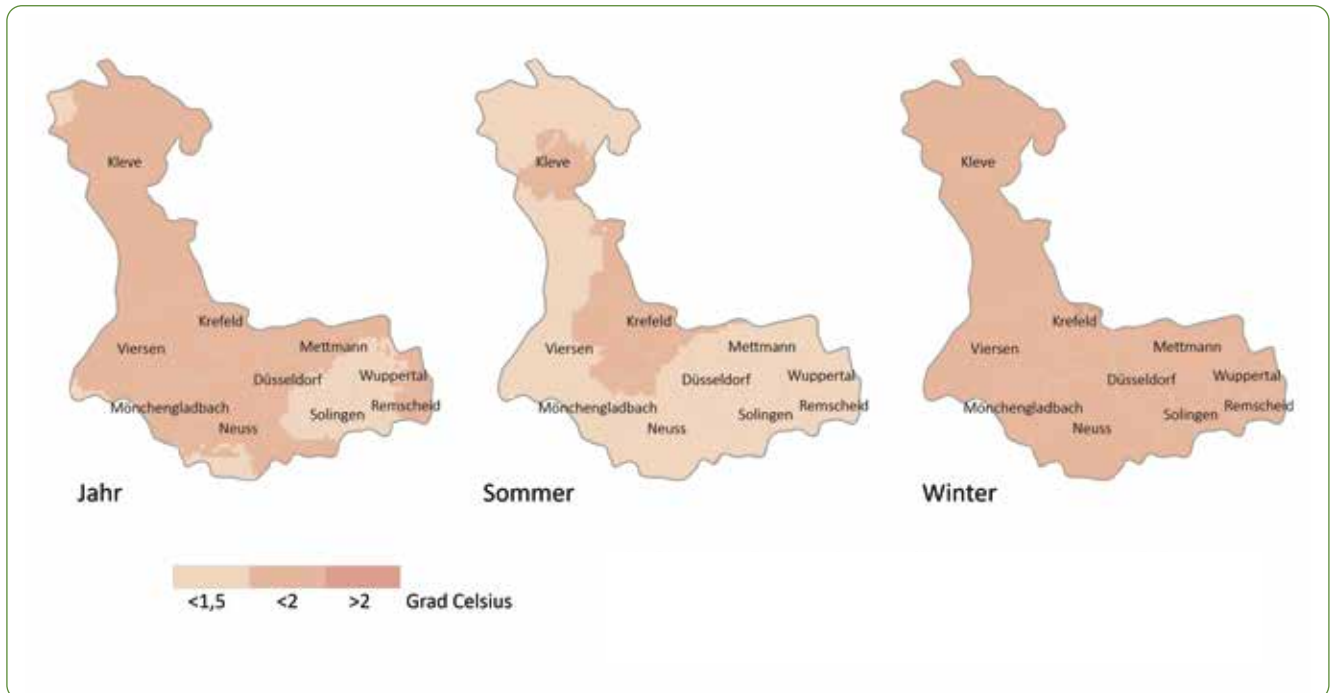 Kleve
Krefeld
Viersen
Mettmann
Düsseldorf
Wuppertal
Mönchengladbach
Solingen
Remscheid
Neuss
Jahr
Kleve
Krefeld
Viersen
Mettmann
Düsseldorf
Wuppertal
Mönchengladbach
Solingen
Remscheid
Neuss
Sommer
Kleve
Krefeld
Viersen
Mettmann
Düsseldorf
Wuppertal
Mönchengladbach
Solingen
Remscheid
Neuss
Winter
<1,5 <2 >2 Grad Celsius